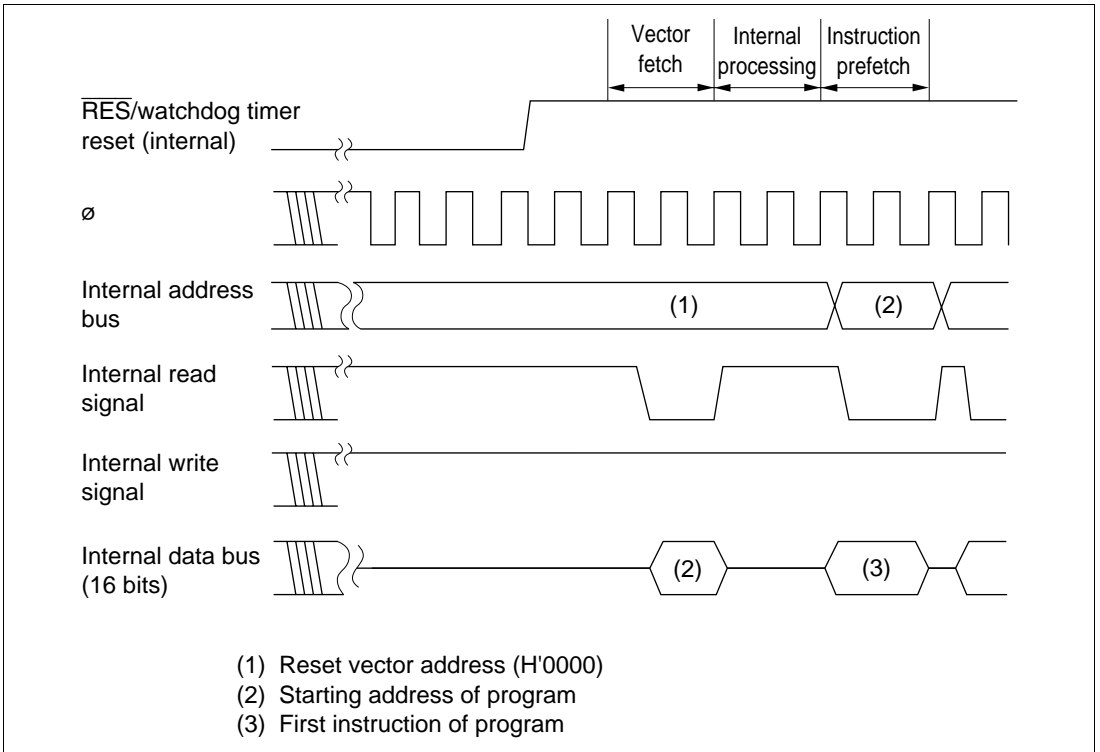 Vector fetch
Internal processing
Instruction prefetch
RES/watchdog timer
reset (internal)
ø
Internal address
bus
(1)
(2)
Internal read
signal
Internal write
signal
Internal data bus
(16 bits)
(2)
(3)
(1) Reset vector address (H'0000)
(2) Starting address of program
(3) First instruction of program